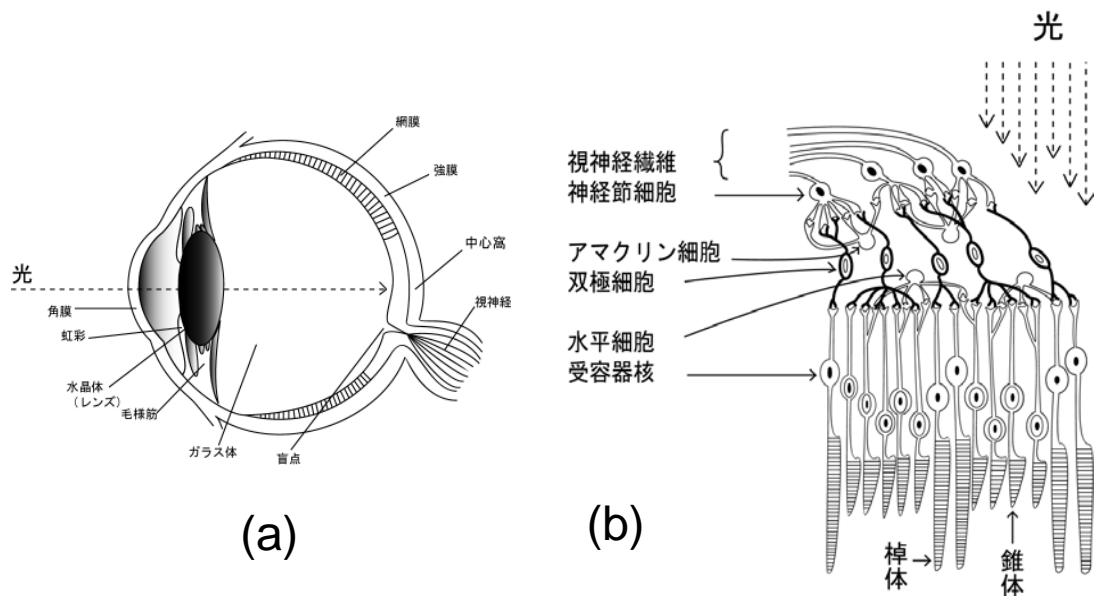 網膜
強膜
中心窩
光
視神経
角膜
虹彩
水晶体
(レンズ)
毛様筋
ガラス体
盲点
(a)
光
視神経繊維
神経節細胞
アマクリン細胞
双極細胞
水平細胞
受容器核
棹体
錐体
(b)